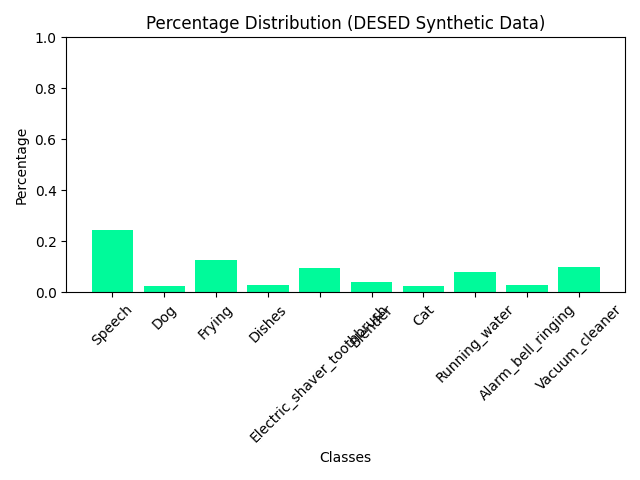 Percentage Distribution (DESED Synthetic Data)
1.0
0.8
0.6
0.4
0.2
0.0
Percentage
Speech
Dog
Frying
Dishes
Electric_shaver_toothbrush
Blender
Cat
Running_water
Alarm_bell_ringing
Vacuum_cleaner
Classes